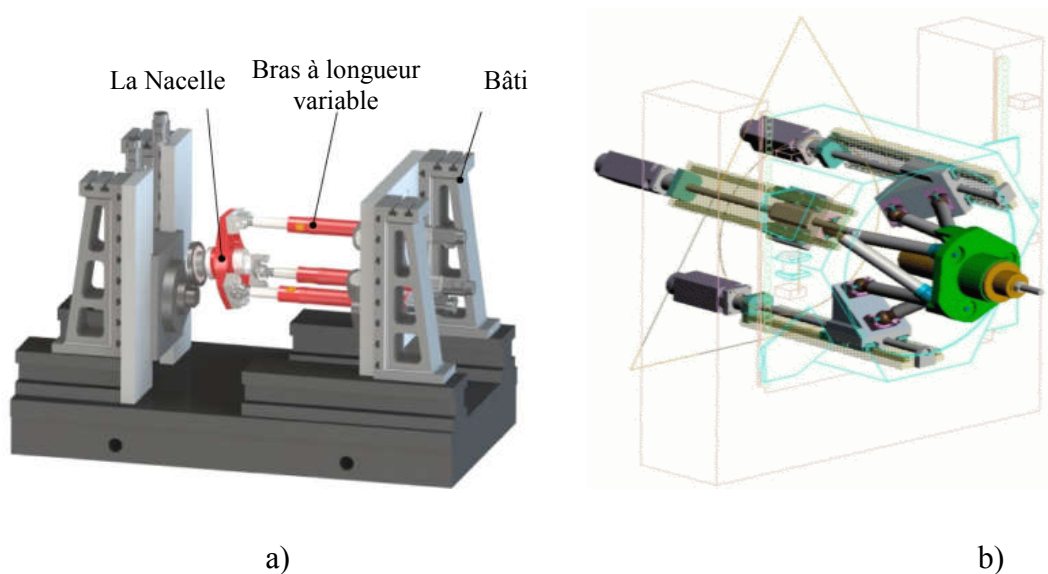 La Nacelle
Bras à longueur
variable
Bâti
a)
b)